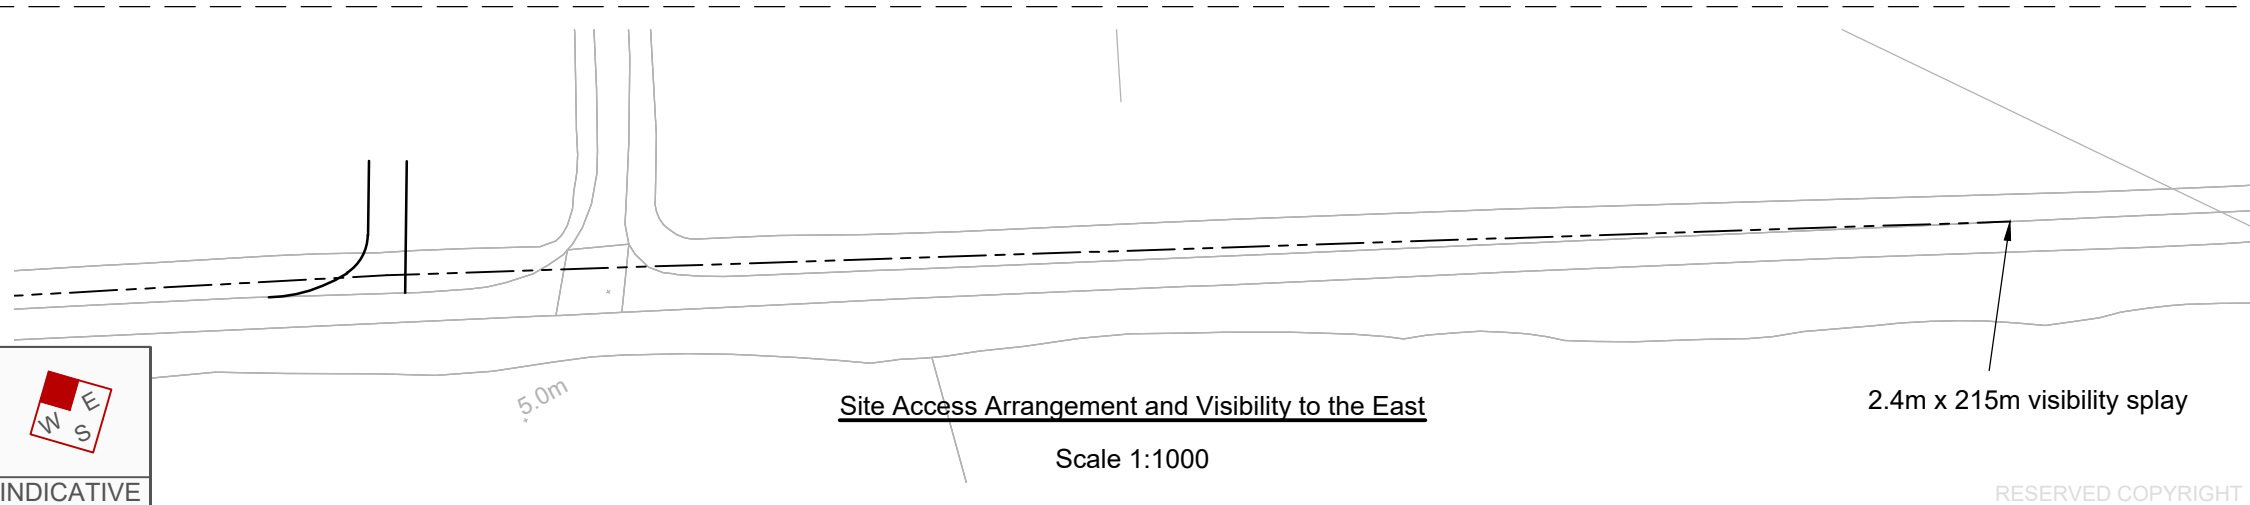 5.0m
Site Access Arrangement and Visibility to the East
Scale 1:1000
2.4m x 215m visibility splay
E
W
S
INDICATIVE
RESERVED COPYRIGHT